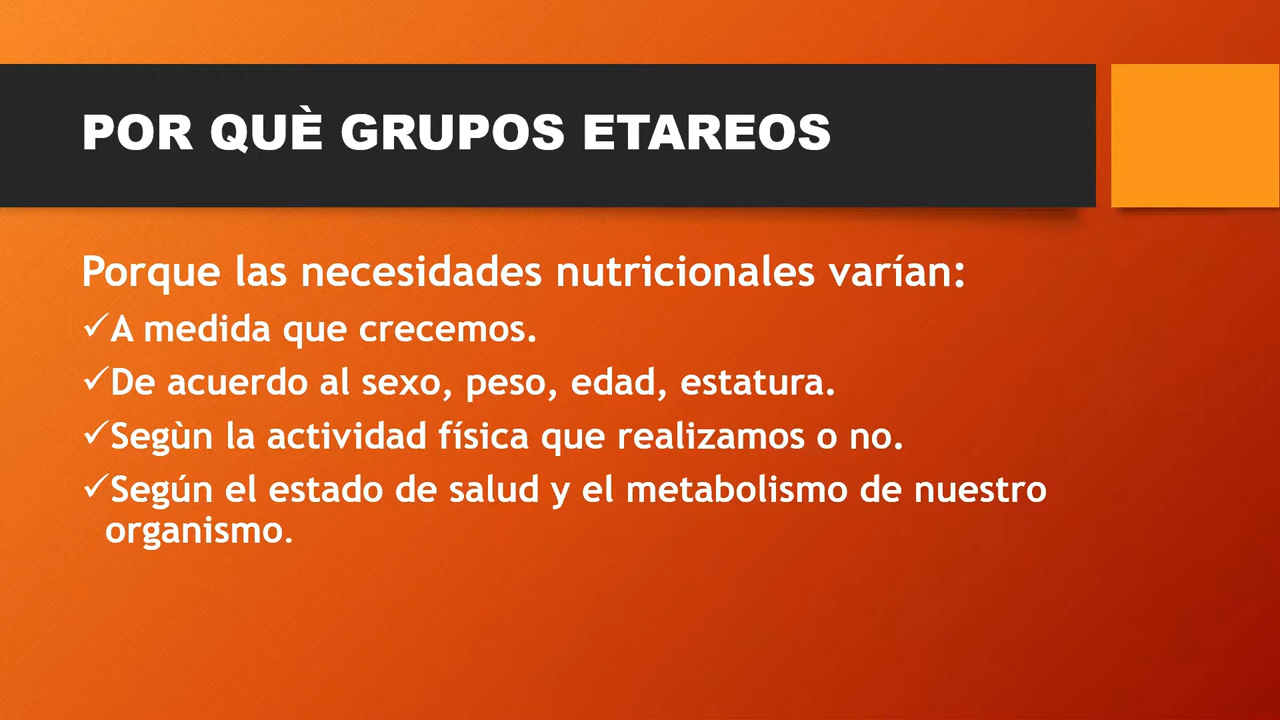 POR QUÈ GRUPOS ETAREOS
Porque las necesidades nutricionales varían:
✓A medida que crecemos.
✓De acuerdo al sexo, peso, edad, estatura.
✓Segùn la actividad física que realizamos o no.
✓Según el estado de salud y el metabolismo de nuestro
organismo.